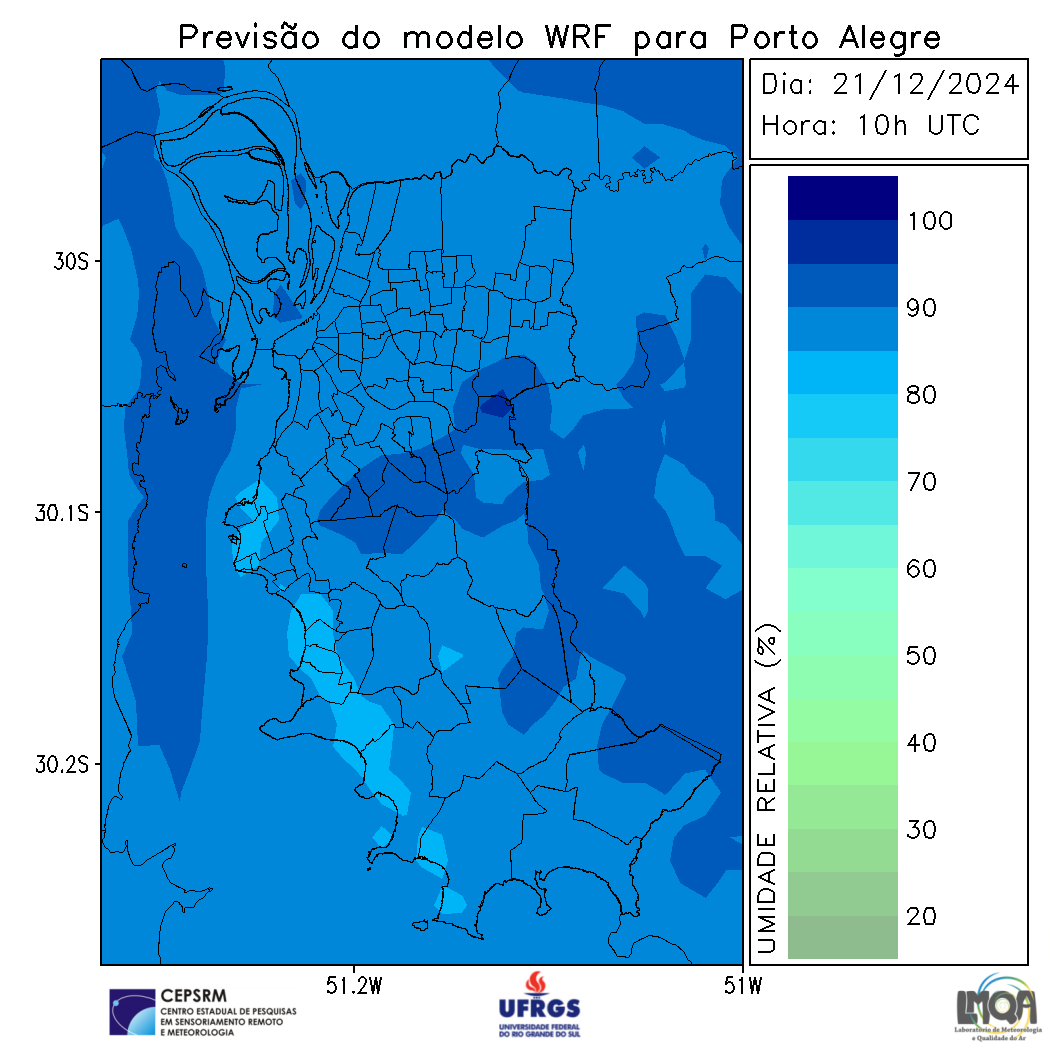 Previsão do modelo WRF para Porto Alegre
Dia: 21/12/2024
Hora: 10h UTC
30S
30.1S
30.2S
51.2W
51W
100
90
80
70
60
50
40
30
20
UMIDADE RELATIVA (%)
CEPSRM
CENTRO ESTADUAL DE PESQUISAS
EM SENSORIAMENTO REMOTO
E METEOROLOGIA
UFRGS
UNIVERSIDADE FEDERAL
DO RIO GRANDE DO SUL
LMQA
Laboratório de Meteorologia
e Qualidade do Ar